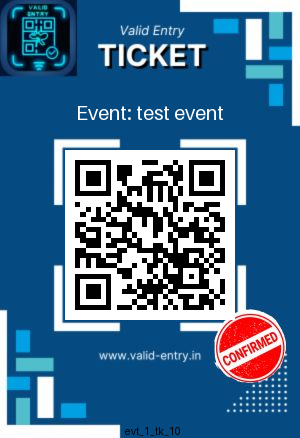 VALID
ENTRY
Valid Entry
TICKET
Event: test event
www.valid-entry.in
CONFIRMED
evt_1_tk_10